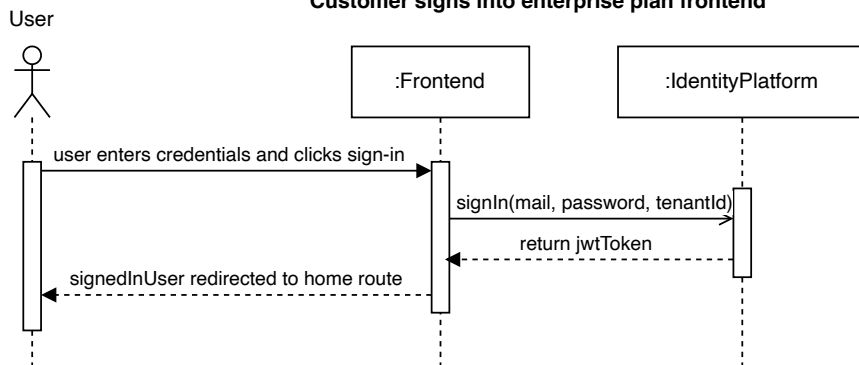 Customer signs into enterprise plan frontend
User
:Frontend
:IdentityPlatform
user enters credentials and clicks sign-in
signIn(mail, password, tenantId)
return jwtToken
signedInUser redirected to home route